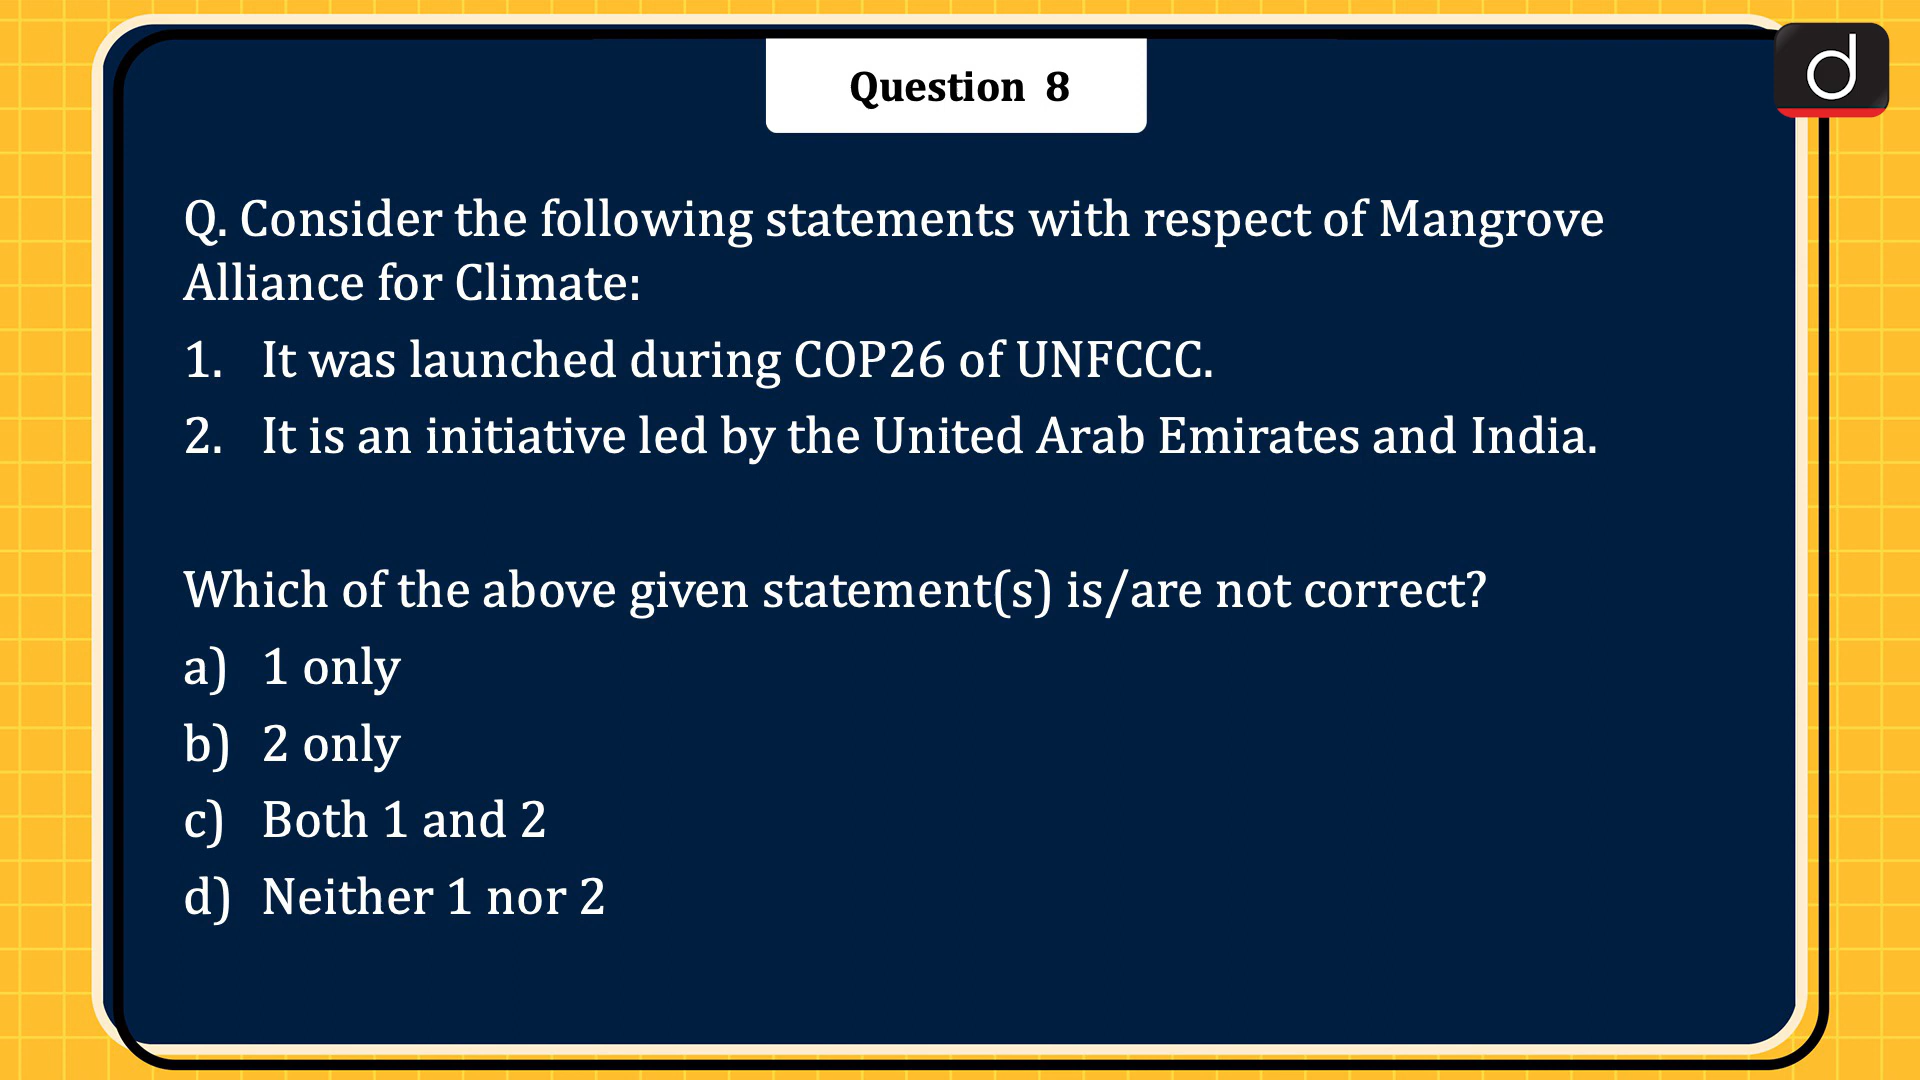 Question 8
Q. Consider the following statements with respect of Mangrove
Alliance for Climate:
1. It was launched during COP26 of UNFCCC.
2. It is an initiative led by the United Arab Emirates and India.
Which of the above given statement(s) is/are not correct?
a) 1 only
b) 2 only
c) Both 1 and 2
d) Neither 1 nor 2
d